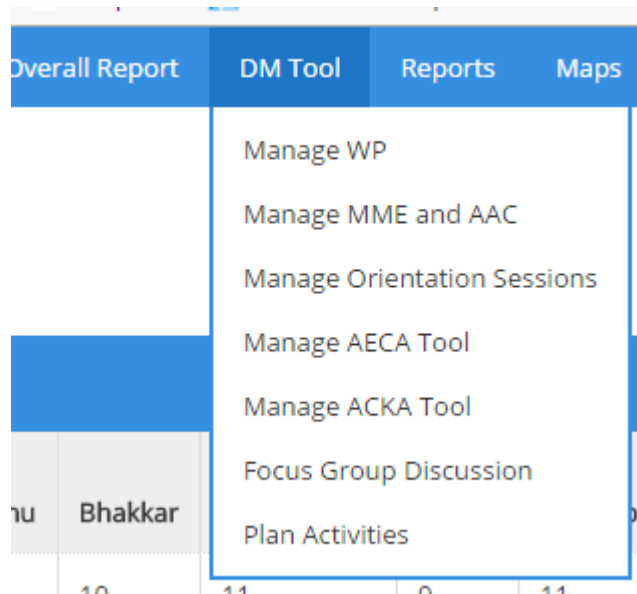 Overall Report DM Tool Reports Maps
Manage WP
Manage MME and AAC
Manage Orientation Sessions
Manage AECA Tool
Manage ACKA Tool
Focus Group Discussion
Bhakkar
Plan Activities